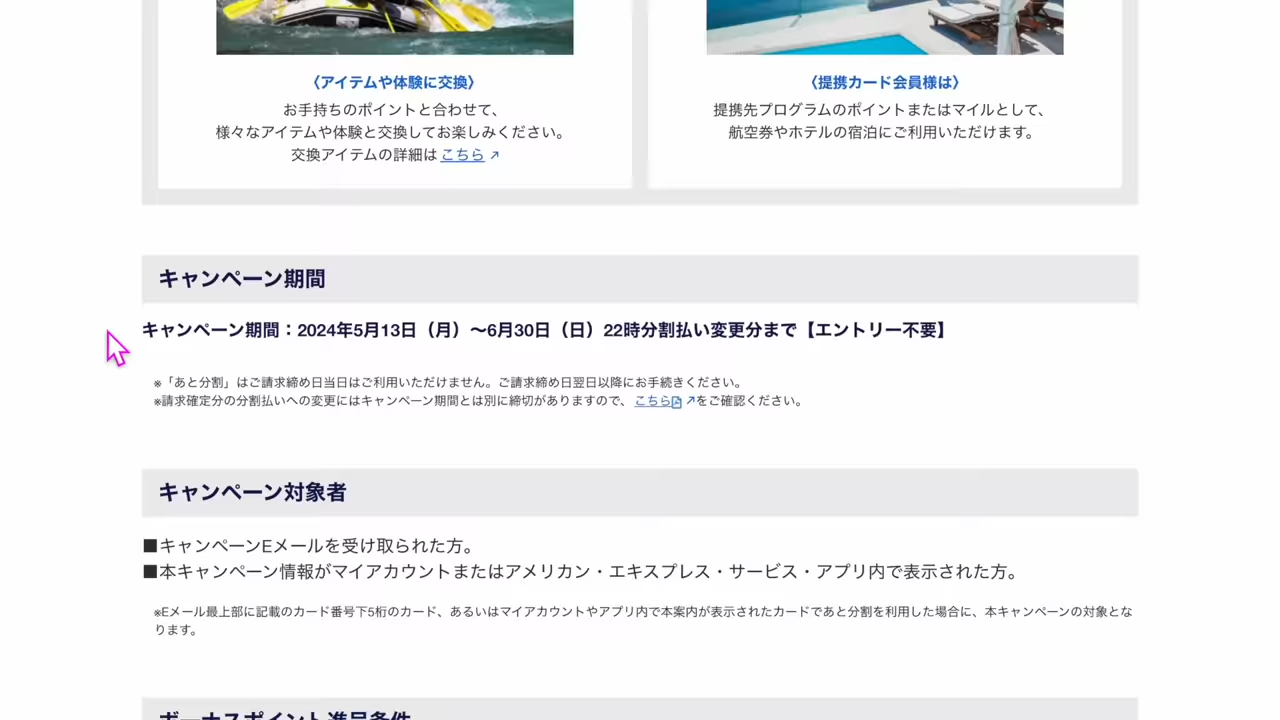 〈アイテムや体験に交換〉
お手持ちのポイントと合わせて、
様々なアイテムや体験と交換してお楽しみください。
交換アイテムの詳細は こちら
〈提携カード会員様は〉
提携先プログラムのポイントまたはマイルとして、
航空券やホテルの宿泊にご利用いただけます。
キャンペーン期間
キャンペーン期間：2024年5月13日（月）〜6月30日（日）22時分割払い変更分まで【エントリー不要】
※「あと分割」はご請求締め日当日はご利用いただけません。ご請求締め日翌日以降にお手続きください。
※請求確定分の分割払いへの変更にはキャンペーン期間とは別に締切がありますので、 こちら をご確認ください。
キャンペーン対象者
■キャンペーンEメールを受け取られた方。
■本キャンペーン情報がマイアカウントまたはアメリカン・エキスプレス・サービス・アプリ内で表示された方。
※Eメール最上部に記載のカード番号下5桁のカード、あるいはマイアカウントやアプリ内で本案内が表示されたカードであと分割を利用した場合に、本キャンペーンの対象とな
ります。
ボーナスポイント進呈条件